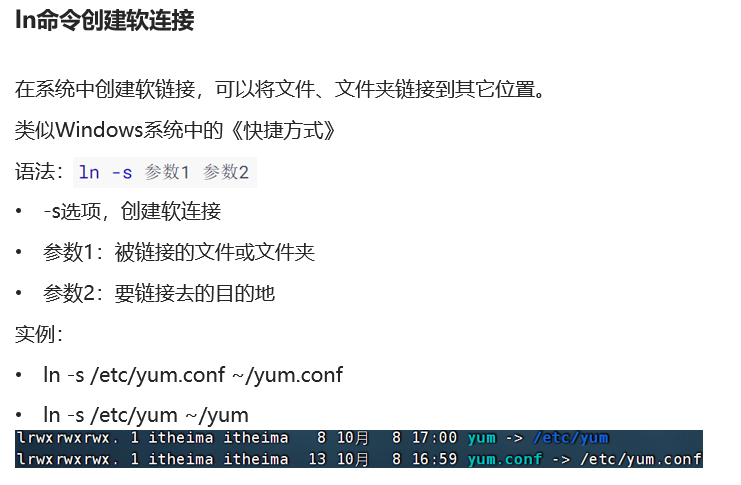 ln命令创建软连接
在系统中创建软链接，可以将文件、文件夹链接到其它位置。
类似Windows系统中的《快捷方式》
语法：ln -s 参数1 参数2
• -s选项，创建软连接
• 参数1：被链接的文件或文件夹
• 参数2：要链接去的目的地
实例：
• ln -s /etc/yum.conf ~/yum.conf
• ln -s /etc/yum ~/yum
lrwxrwxrwx. 1 itheima itheima   8 10月  8 17:00 yum -> /etc/yum
lrwxrwxrwx. 1 itheima itheima  13 10月  8 16:59 yum.conf -> /etc/yum.conf